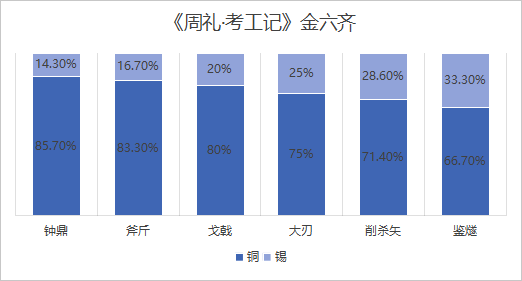 《周礼·考工记》金六齐
14.30% 16.70% 20% 25% 28.60% 33.30%
85.70% 83.30% 80% 75% 71.40% 66.70%
钟鼎 斧斤 戈戟 大刃 削杀矢 鉴燧
铜 锡